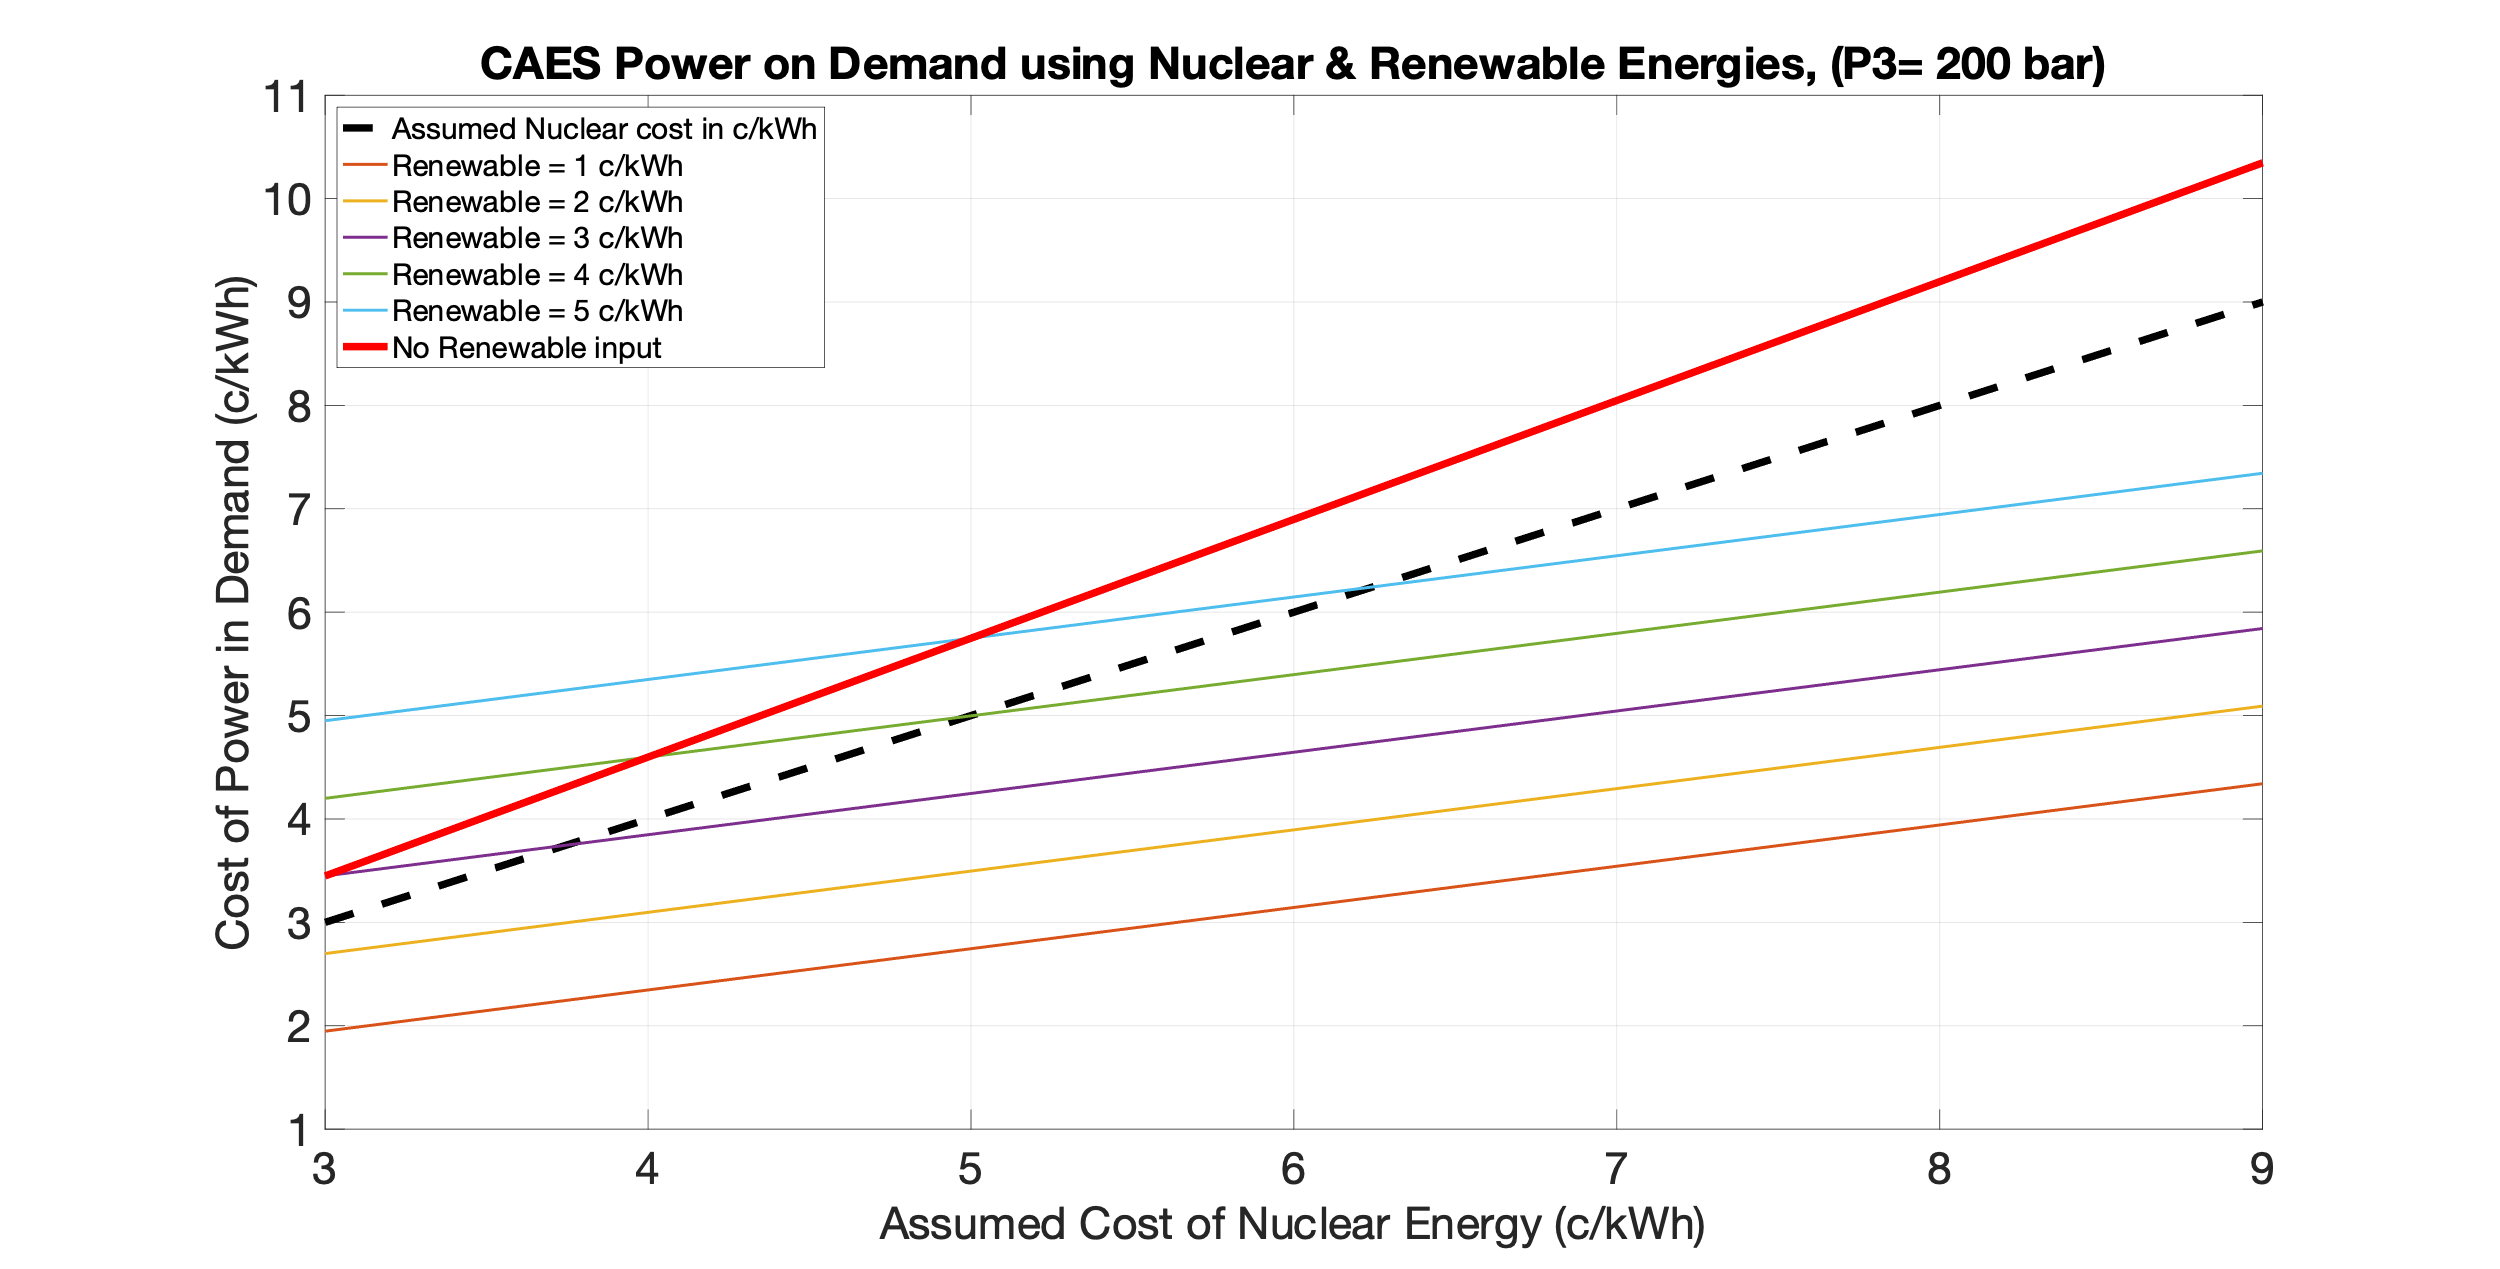 CAES Power on Demand using Nuclear & Renewable Energies, (P3= 200 bar)
Assumed Nuclear cost in c/kWh
Renewable = 1 c/kWh
Renewable = 2 c/kWh
Renewable = 3 c/kWh
Renewable = 4 c/kWh
Renewable = 5 c/kWh
No Renewable input
Cost of Power in Demand (c/kWh)
11
10
9
8
7
6
5
4
3
2
1
3 4 5 6 7 8 9
Assumed Cost of Nuclear Energy (c/kWh)